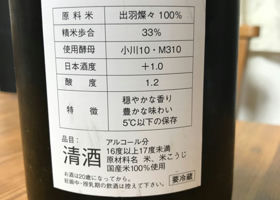 原料米 出羽燦々 100%
精米歩合 33%
使用酵母 小川10・M310
日本酒度 +1.0
酸度 1.2
特徴 穏やかな香り
豊かな味わい
5℃以下の保存
品目: 清酒
アルコール分
16度以上17度未満
原材料名 米、米こうじ
国産米100%使用
お酒は20歳になってから。
妊娠中・授乳期の飲酒は控えて下さい。
要冷蔵